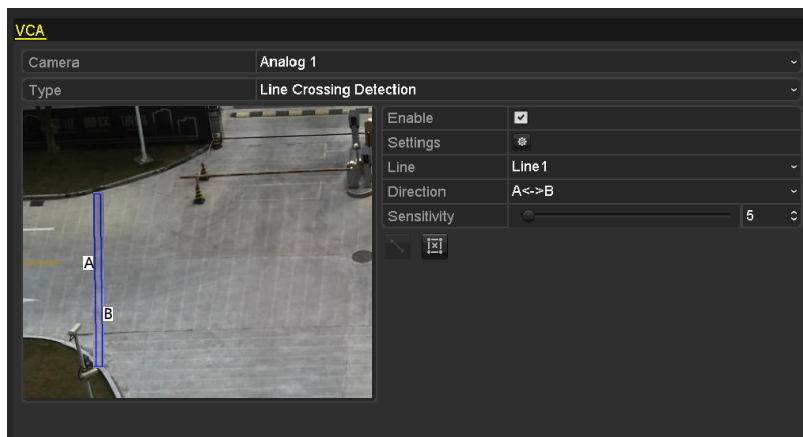 VCA
Camera Analog 1
Type Line Crossing Detection
Enable
Settings
Line Line1
Direction A<->B
Sensitivity 5
A
B